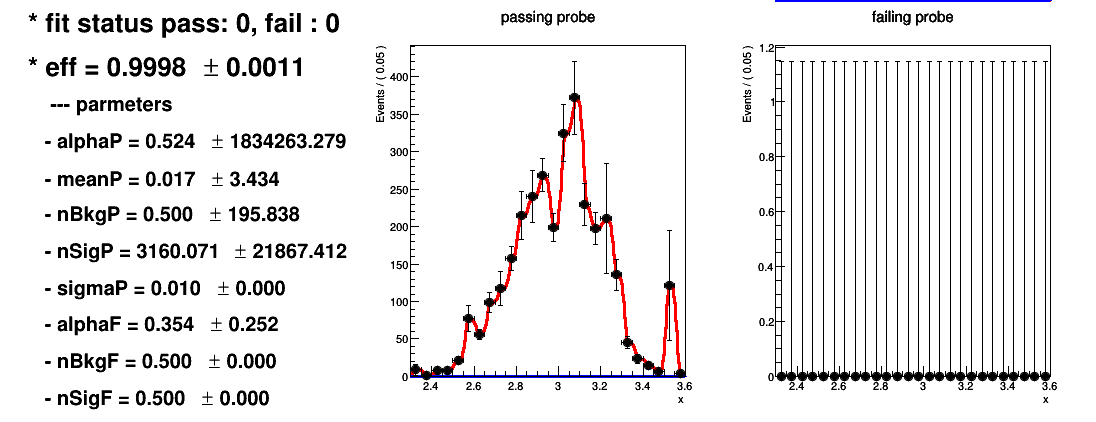 * fit status pass: 0, fail : 0
* eff = 0.9998 ± 0.0011
--- parmeters
- alphaP = 0.524 ± 1834263.279
- meanP = 0.017 ± 3.434
- nBkgP = 0.500 ± 195.838
- nSigP = 3160.071 ± 21867.412
- sigmaP = 0.010 ± 0.000
- alphaF = 0.354 ± 0.252
- nBkgF = 0.500 ± 0.000
- nSigF = 0.500 ± 0.000
passing probe
Events / ( 0.05 )
400
350
300
250
200
150
100
50
0
2.4 2.6 2.8 3 3.2 3.4 3.6
x
failing probe
Events / ( 0.05 )
1.2
1
0.8
0.6
0.4
0.2
0
2.4 2.6 2.8 3 3.2 3.4 3.6
x